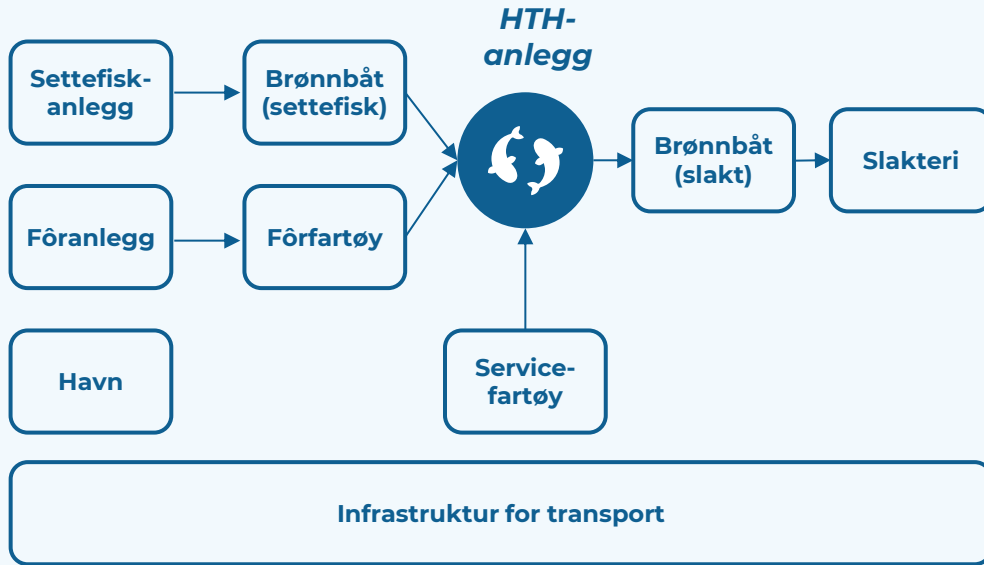 HTH-
anlegg
Settefisk-
anlegg
Brønnbåt
(settefisk)
Brønnbåt
(slakt)
Slakteri
Fôranlegg
Fôrfartøy
Havn
Service-
fartøy
Infrastruktur for transport